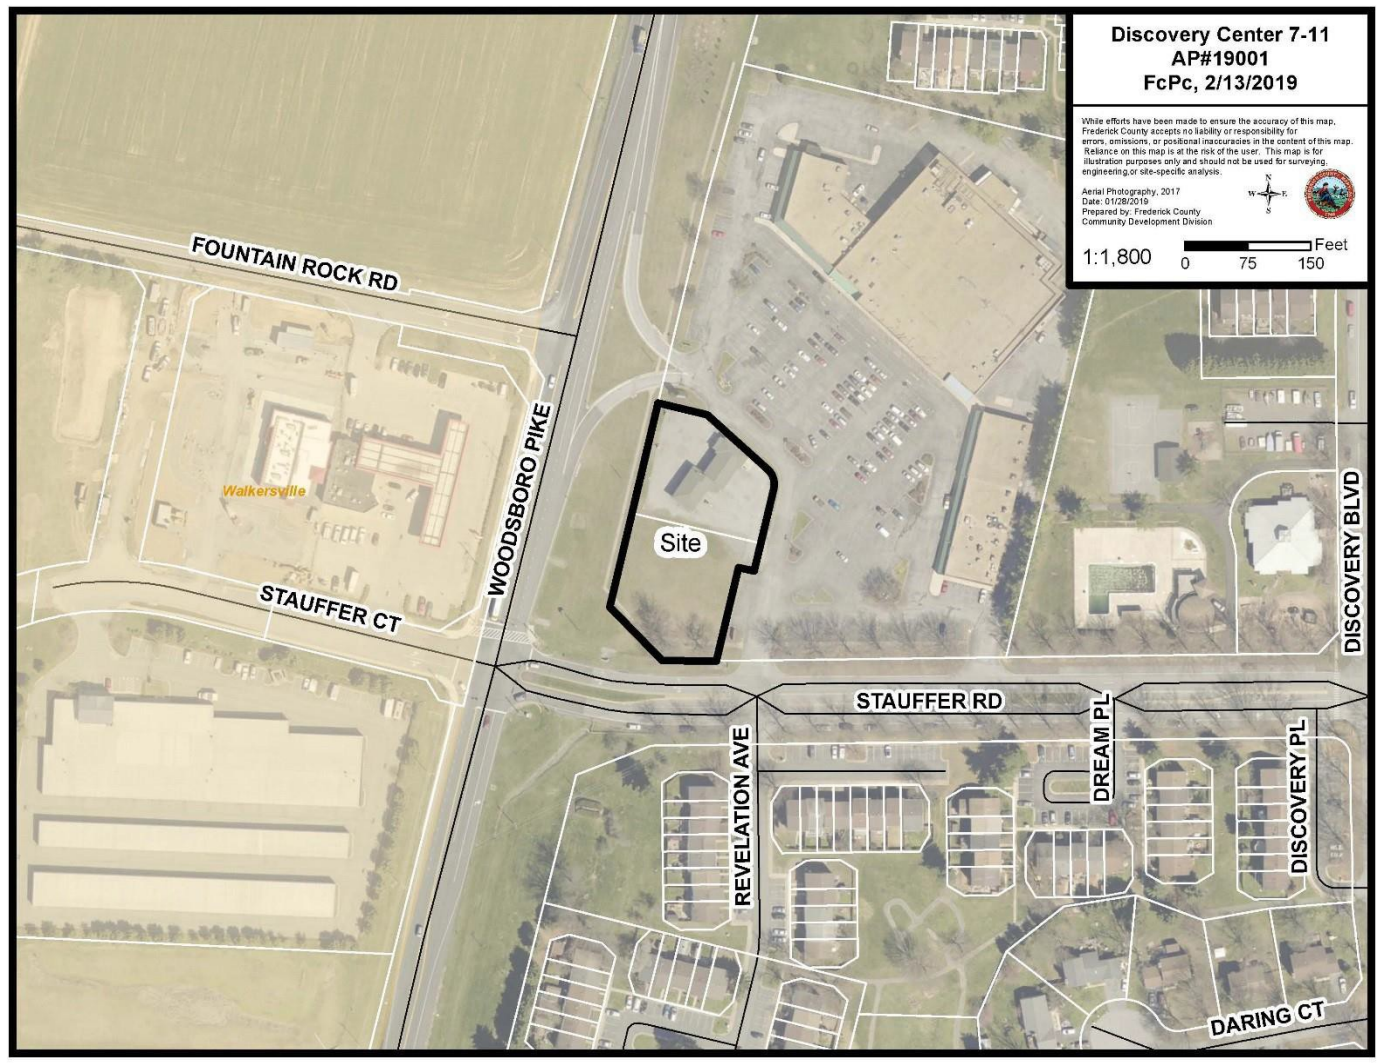 Discovery Center 7-11
AP#19001
FcPc, 2/13/2019
While efforts have been made to ensure the accuracy of this map,
Frederick County accepts no liability or responsibility for
errors, omissions, or positional inaccuracies in the content of this map.
Reliance on this map is at the risk of the user. This map is for
illustration purposes only and should not be used for surveying,
engineering,or site-specific analysis.
Aerial Photography, 2017
Date: 01/28/2019
Prepared by: Frederick County
Community Development Division
N
W E
S
1:1,800
Feet
0 75 150
FOUNTAIN ROCK RD
WOODSBORO PIKE
Walkersville
Site
STAUFFER CT
DISCOVERY BLVD
STAUFFER RD
REVELATION AVE
DREAM PL
DISCOVERY PL
DARING CT